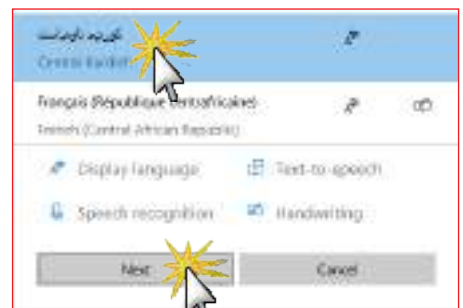 Central Kurdish
Français (République centrafricaine)
French (Central African Republic)
Display language
Text-to-speech
Speech recognition
Handwriting
Next
Cancel